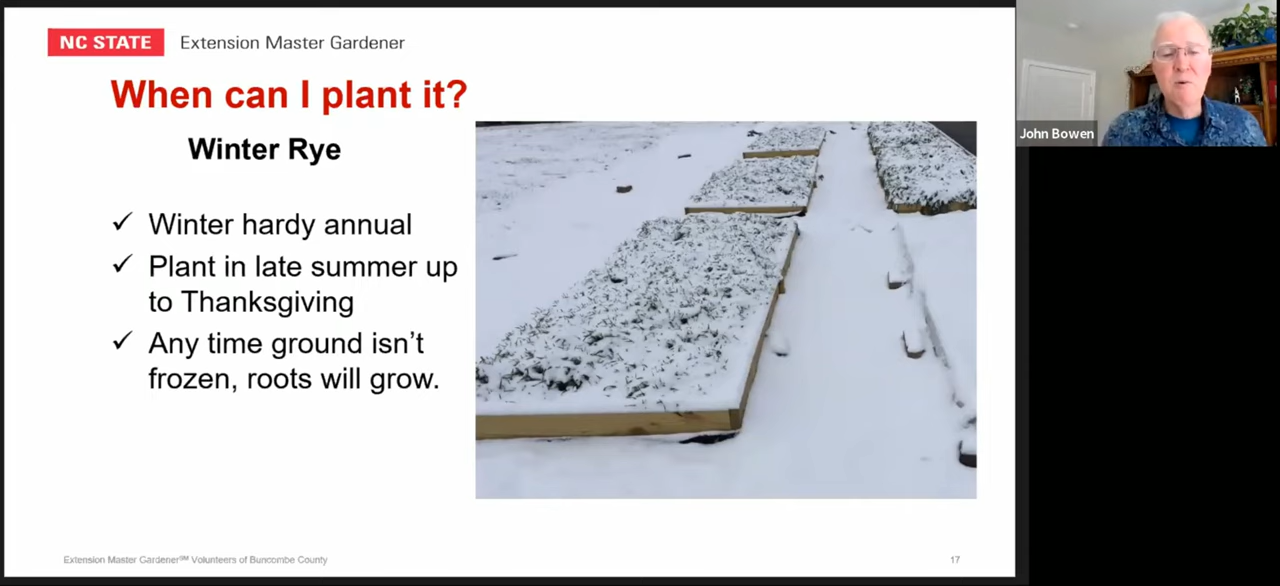 NC STATE Extension Master Gardener
When can I plant it?
Winter Rye
✓ Winter hardy annual
✓ Plant in late summer up
to Thanksgiving
✓ Any time ground isn’t
frozen, roots will grow.
John Bowen
Extension Master Gardener℠ Volunteers of Buncombe County
17